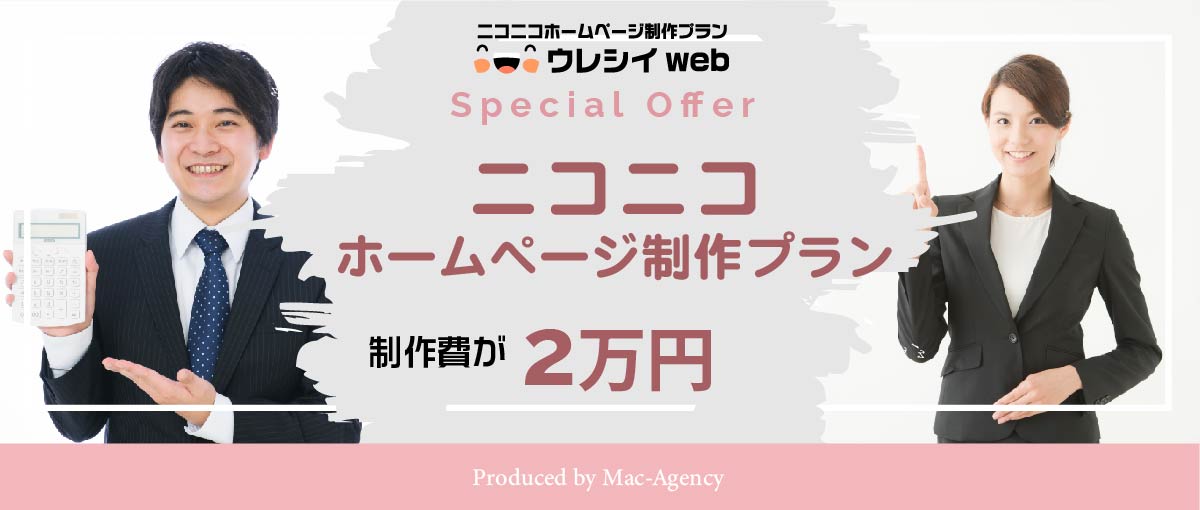 ニコニコホームページ制作プラン
ウレシイ web
Special Offer
ニコニコ
ホームページ制作プラン
制作費が 2万円
Produced by Mac-Agency